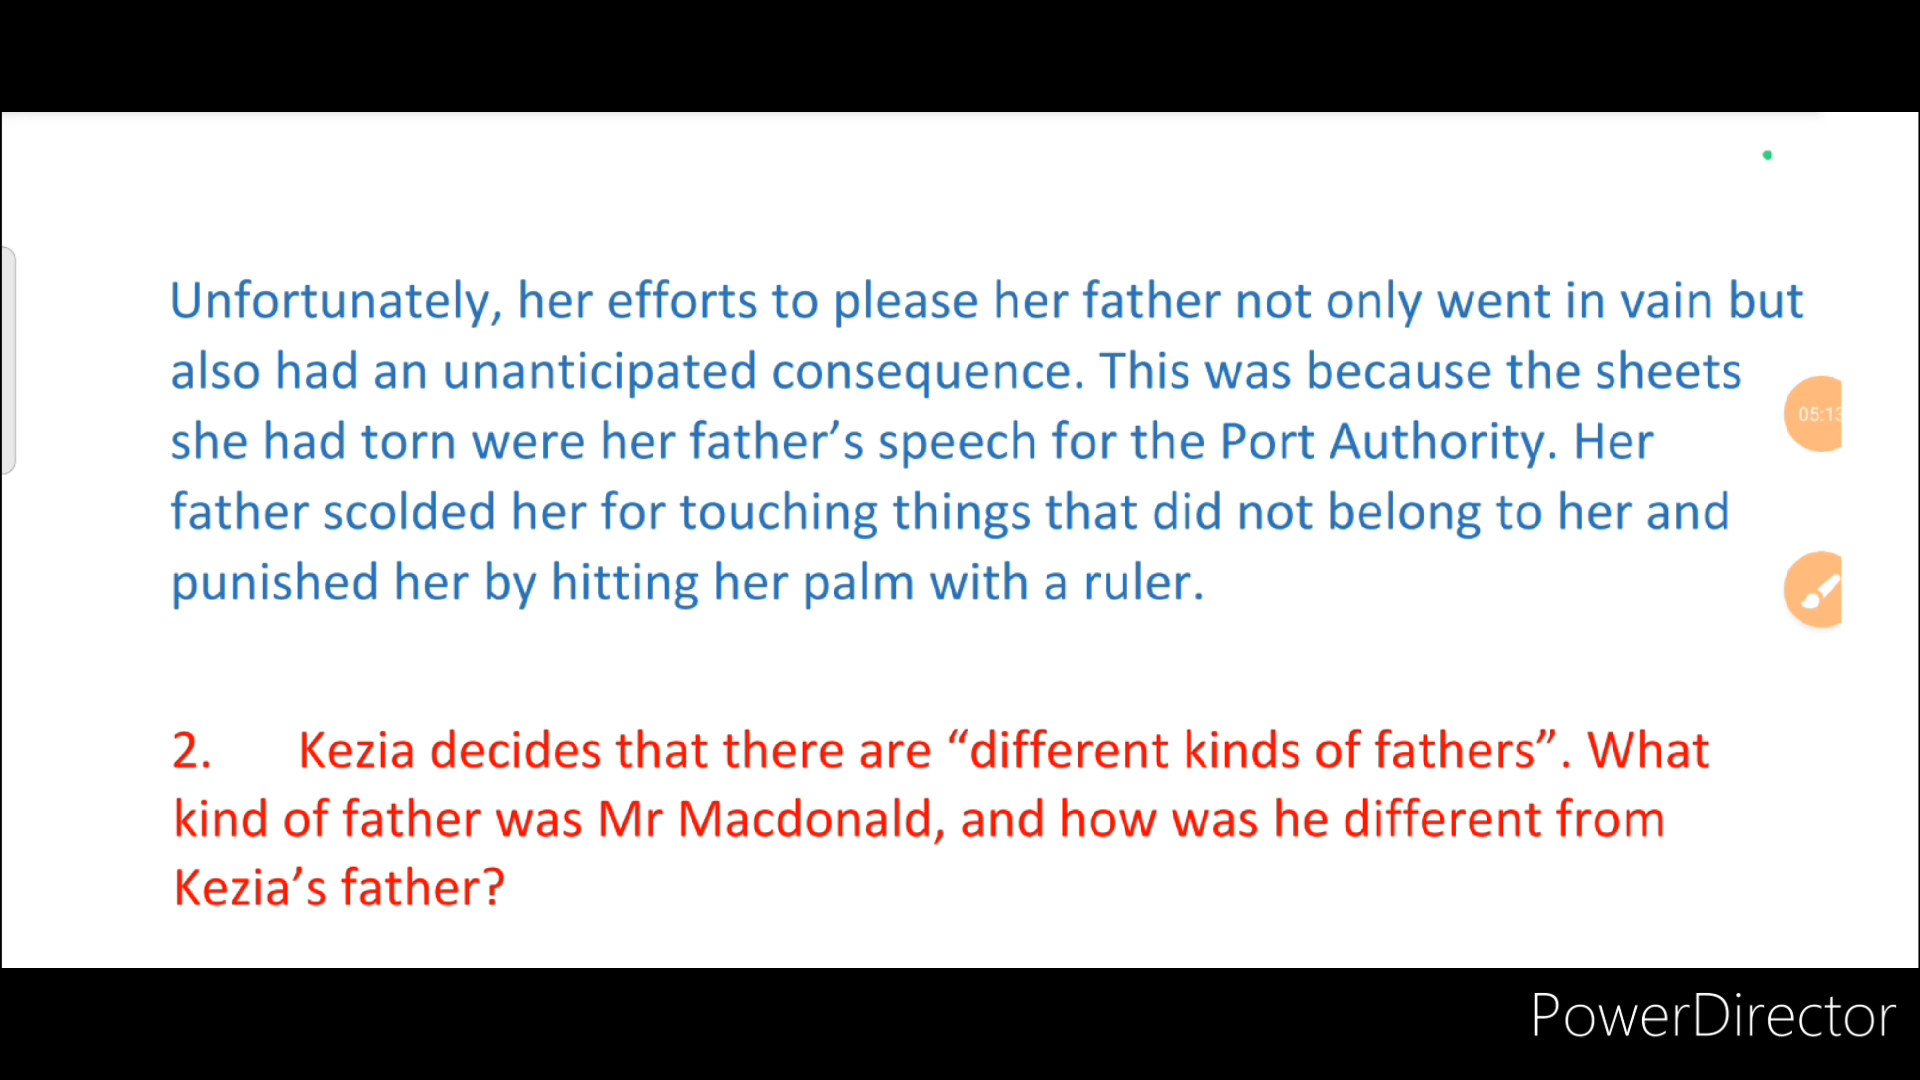 Unfortunately, her efforts to please her father not only went in vain but
also had an unanticipated consequence. This was because the sheets
she had torn were her father’s speech for the Port Authority. Her
father scolded her for touching things that did not belong to her and
punished her by hitting her palm with a ruler.
05:13
2. Kezia decides that there are “different kinds of fathers”. What
kind of father was Mr Macdonald, and how was he different from
Kezia’s father?
PowerDirector